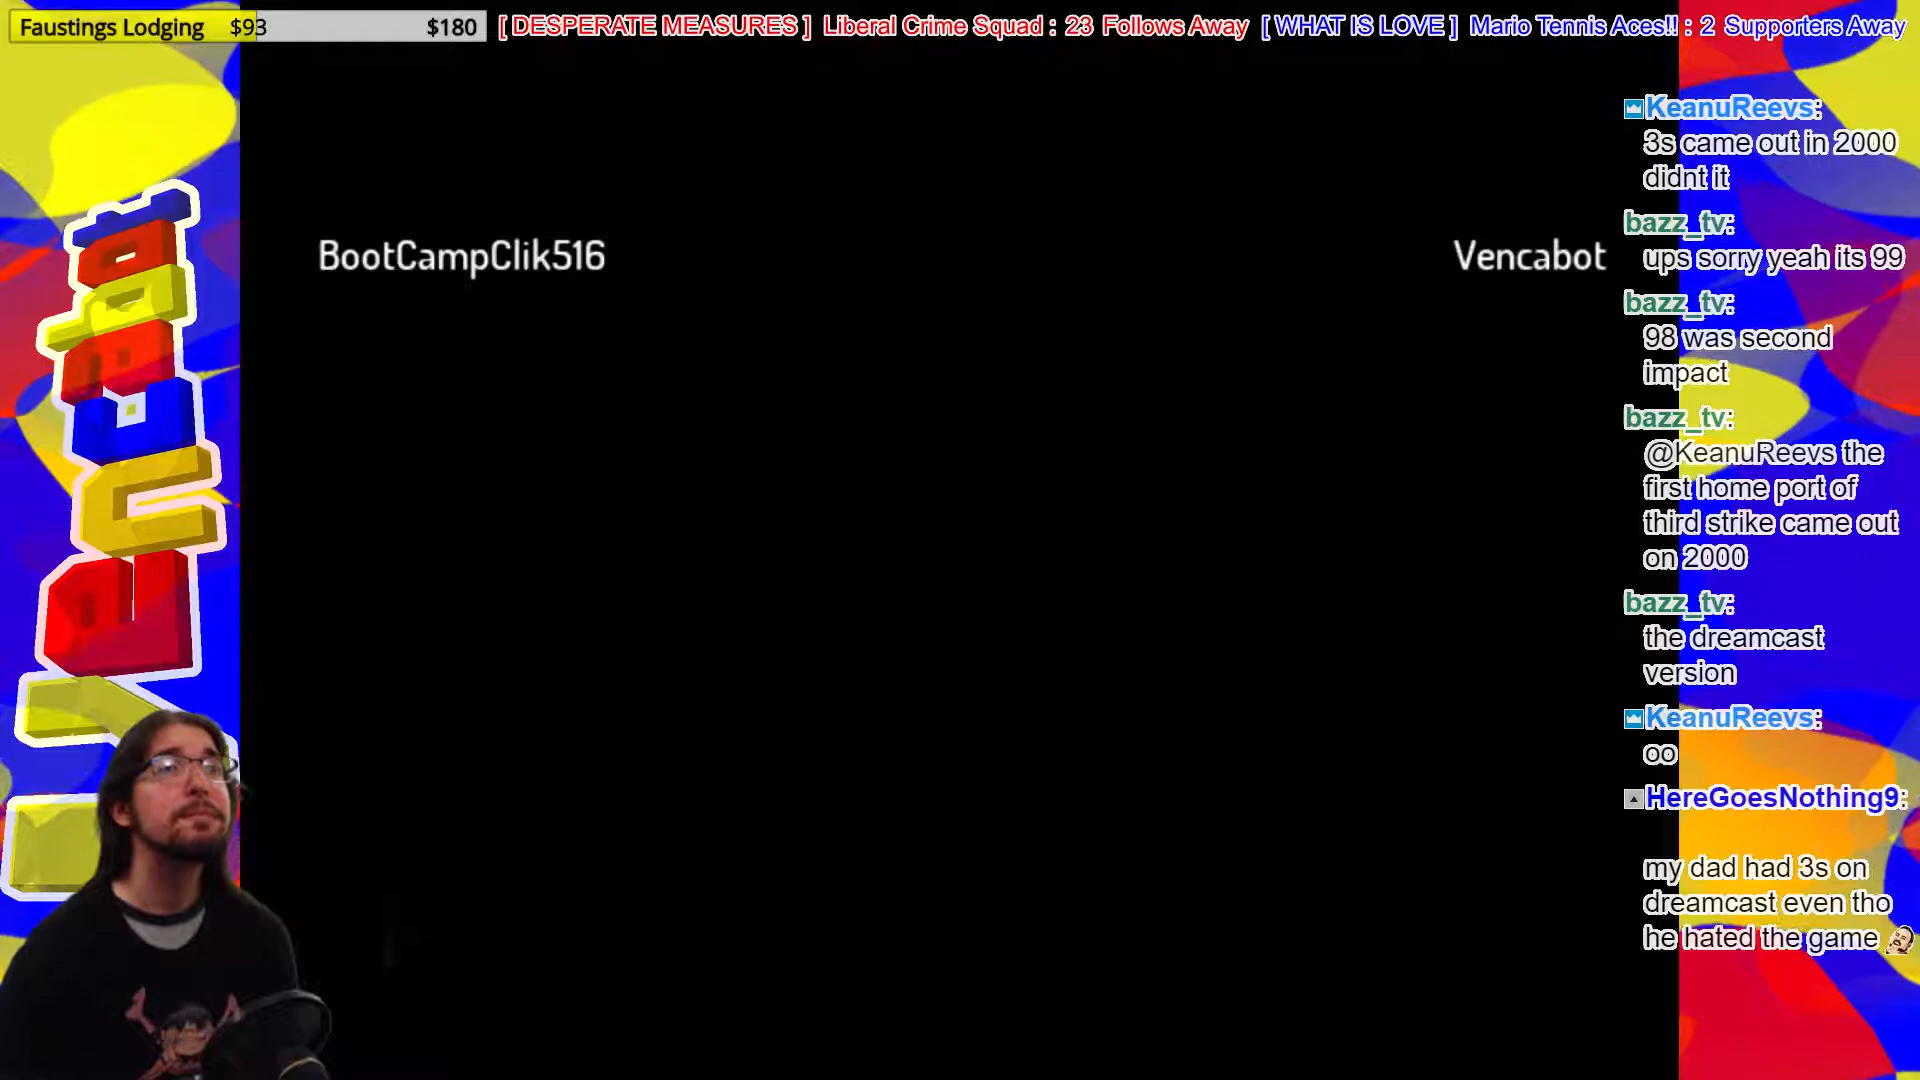 Faustings Lodging $93 $180 [ DESPERATE MEASURES ] Liberal Crime Squad : 23 Follows Away [ WHAT IS LOVE ] Mario Tennis Aces!! : 2 Supporters Away
BootCampClik516
Vencabot
Vencabot
KeanuReevs:
3s came out in 2000
didnt it
bazz_tv:
ups sorry yeah its 99
bazz_tv:
98 was second
impact
bazz_tv:
@KeanuReevs the
first home port of
third strike came out
on 2000
bazz_tv:
the dreamcast
version
KeanuReevs:
oo
HereGoesNothing9:
my dad had 3s on
dreamcast even tho
he hated the game